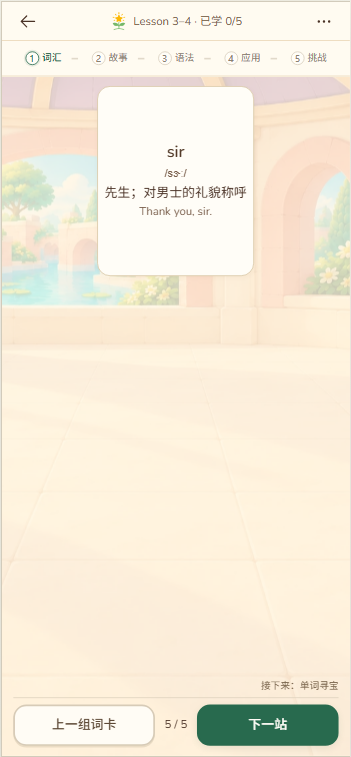 Lesson 3–4 · 已学 0/5
1 词汇 – 2 故事 – 3 语法 – 4 应用 – 5 挑战
sir
/sɜː/
先生；对男士的礼貌称呼
Thank you, sir.
接下来：单词寻宝
上一组词卡 5 / 5 下一站